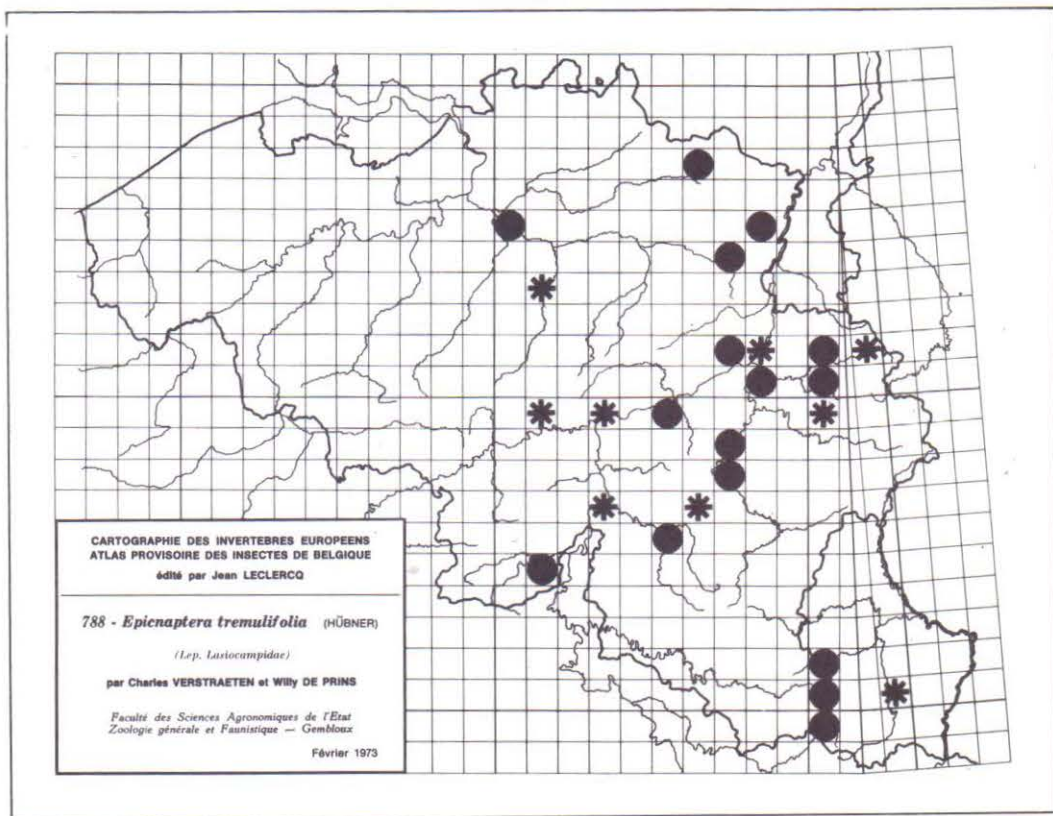 CARTOGRAPHIE DES INVERTEBRES EUROPEENS
ATLAS PROVISOIRE DES INSECTES DE BELGIQUE
édité par Jean LECLERCQ
788 - Epicnaptera tremulifolia (HÜBNER)
(Lep. Lasiocampidae)
par Charles VERSTRAETEN et Willy DE PRINS
Faculté des Sciences Agronomiques de l'Etat
Zoologie générale et Faunistique — Gembloux
Février 1973